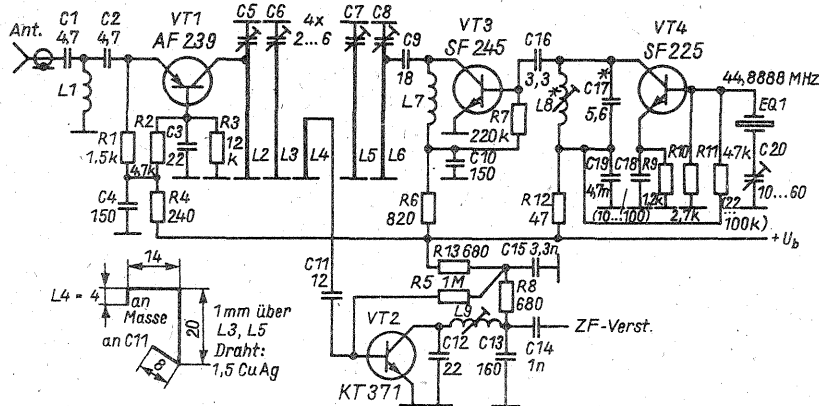 Ant.
C1
4,7
C2
4,7
VT1
AF 239
C5
C6
4x
2...6
C7
C8
C9
18
VT3
SF 245
C16
3,3
VT4
SF 225
44,8888 MHz
EQ1
L1
R1
1,5k
R2
4,7k
C3
22
R3
12
k
L2
L3
L4
L5
L6
L7
R7
220k
L8*
C17*
5,6
C10
150
C19
4,7n
C18
(10...100)
R9
1,2k
R10
2,7k
R11
47k
(22
...
100k)
C20
10...60
C4
150
R4
240
R6
820
R12
47
+Ub
R13 680
C15 3,3n
R5 1M
R8
680
C11
12
VT2
KT371
L9
C12
22
C13
160
C14
1n
ZF-Verst.
14
L4 = 4
an
Masse
an C11
8
20
1mm über
L3, L5
Draht:
1,5 CuAg